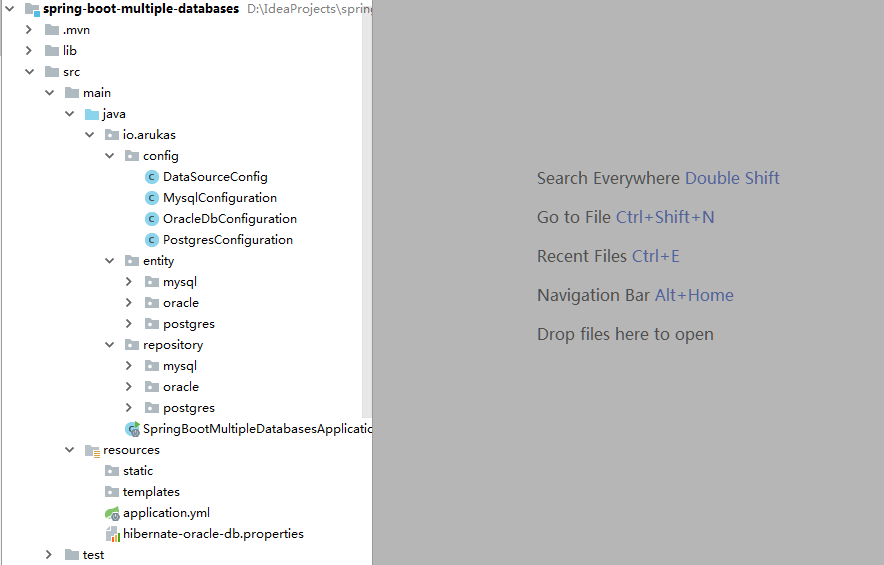 spring-boot-multiple-databases D:\IdeaProjects\spring
.mvn
lib
src
main
java
io.arukas
config
DataSourceConfig
MysqlConfiguration
OracleDbConfiguration
PostgresConfiguration
entity
mysql
oracle
postgres
repository
mysql
oracle
postgres
SpringBootMultipleDatabasesApplicatio
resources
static
templates
application.yml
hibernate-oracle-db.properties
test
Search Everywhere Double Shift
Go to File Ctrl+Shift+N
Recent Files Ctrl+E
Navigation Bar Alt+Home
Drop files here to open